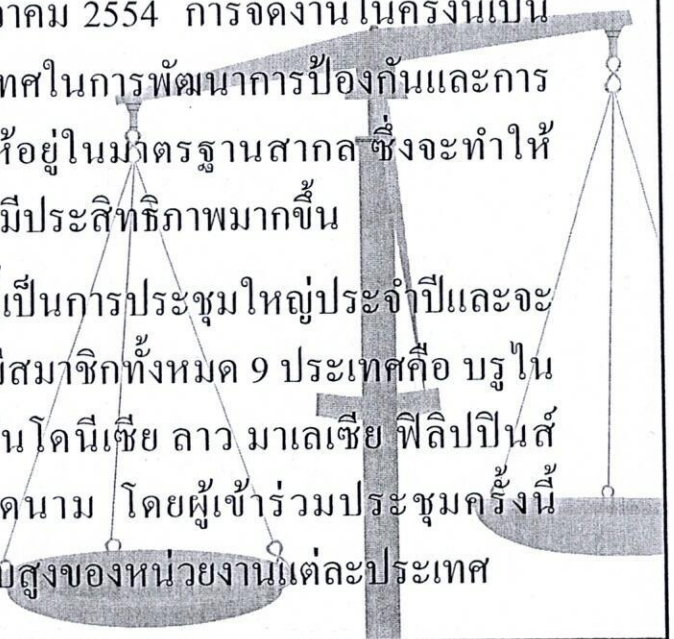 าคม 2554 การจัดงานในครั้งนี้เป็น
ทศในการพัฒนาการป้องกันและการ
ห้อยู่ในมาตรฐานสากล ซึ่งจะทำให้
มีประสิทธิภาพมากขึ้น
เป็นการประชุมใหญ่ประจำปีและจะ
มีสมาชิกทั้งหมด 9 ประเทศคือ บรูไน
นโดนีเซีย ลาว มาเลเซีย ฟิลิปปินส์
ดนาม โดยผู้เข้าร่วมประชุมครั้งนี้
บสูงของหน่วยงานแต่ละประเทศ